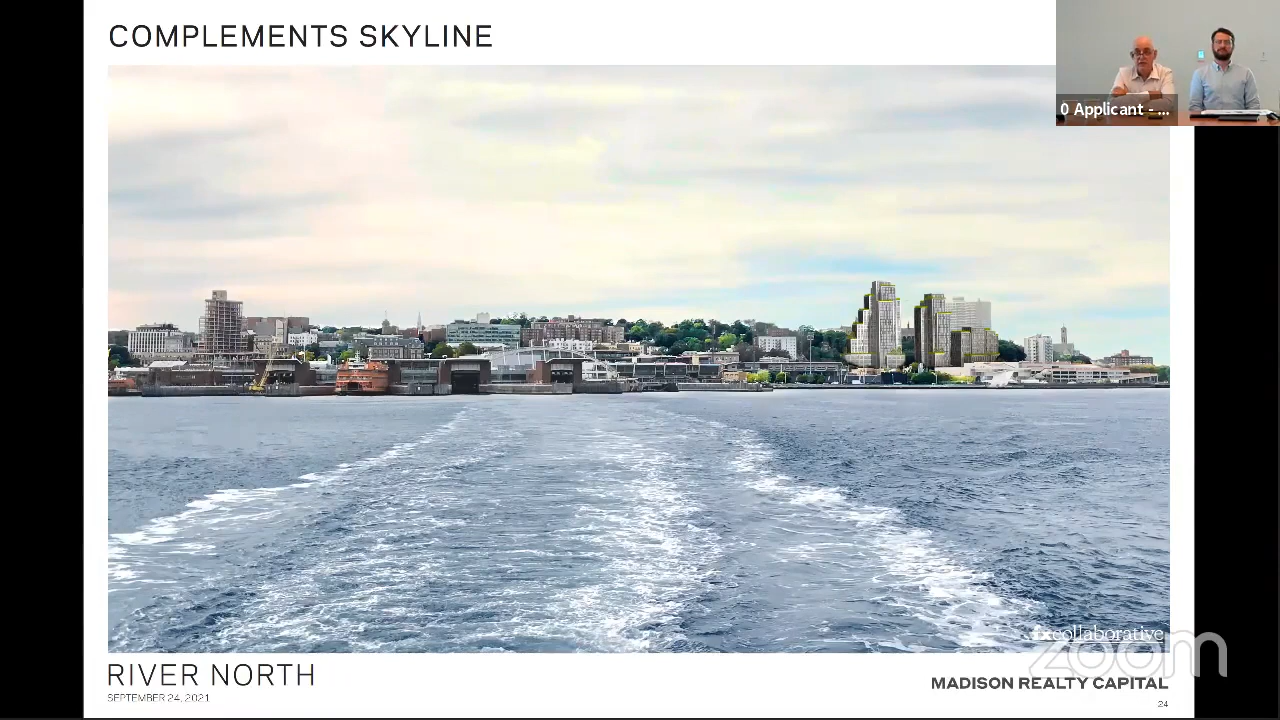 COMPLEMENTS SKYLINE
0 Applicant - ...
fxcollaborative
zoom
RIVER NORTH
SEPTEMBER 24, 2021
MADISON REALTY CAPITAL
24